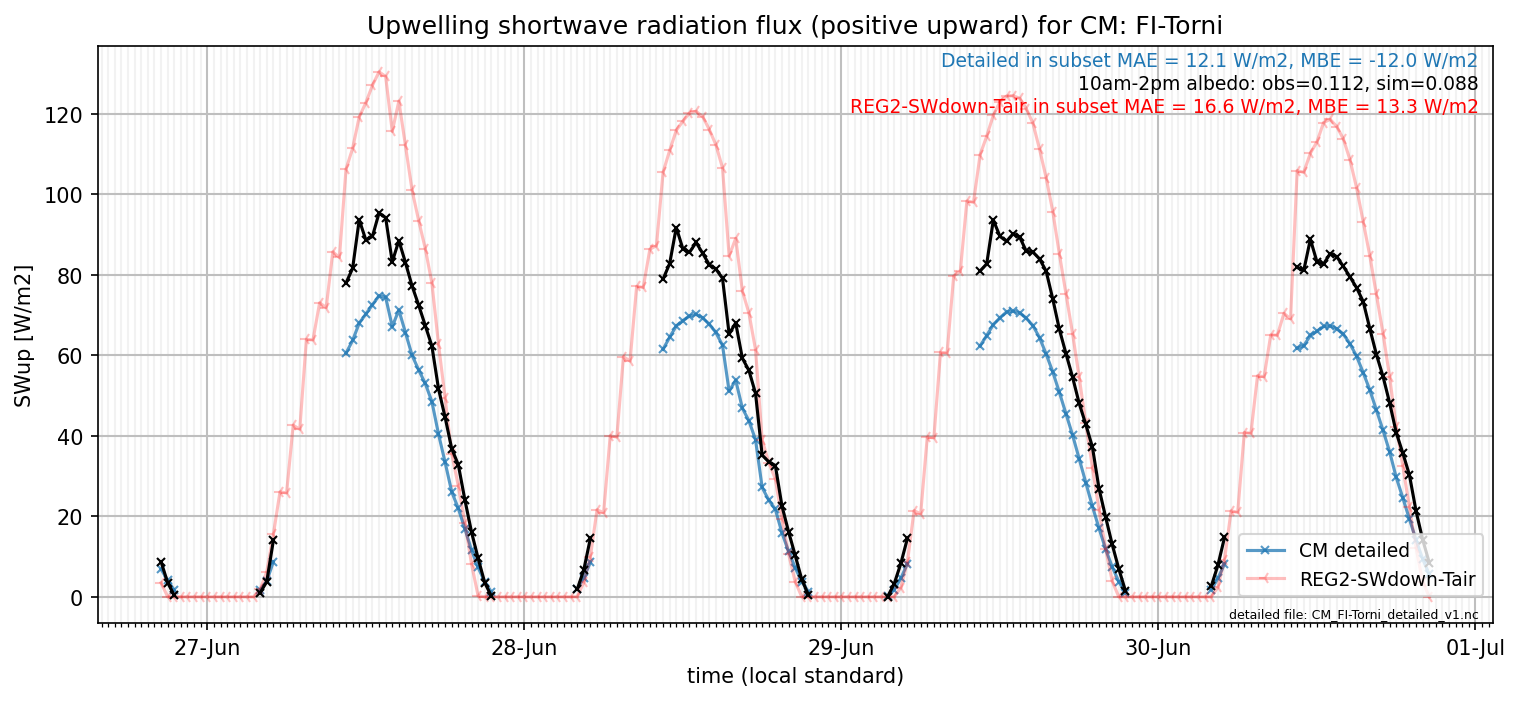 Upwelling shortwave radiation flux (positive upward) for CM: FI-Torni
Detailed in subset MAE = 12.1 W/m2, MBE = -12.0 W/m2
10am-2pm albedo: obs=0.112, sim=0.088
REG2-SWdown-Tair in subset MAE = 16.6 W/m2, MBE = 13.3 W/m2
SWup [W/m2]
120
100
80
60
40
20
0
CM detailed
REG2-SWdown-Tair
detailed file: CM_FI-Torni_detailed_v1.nc
27-Jun 28-Jun 29-Jun 30-Jun 01-Jul
time (local standard)